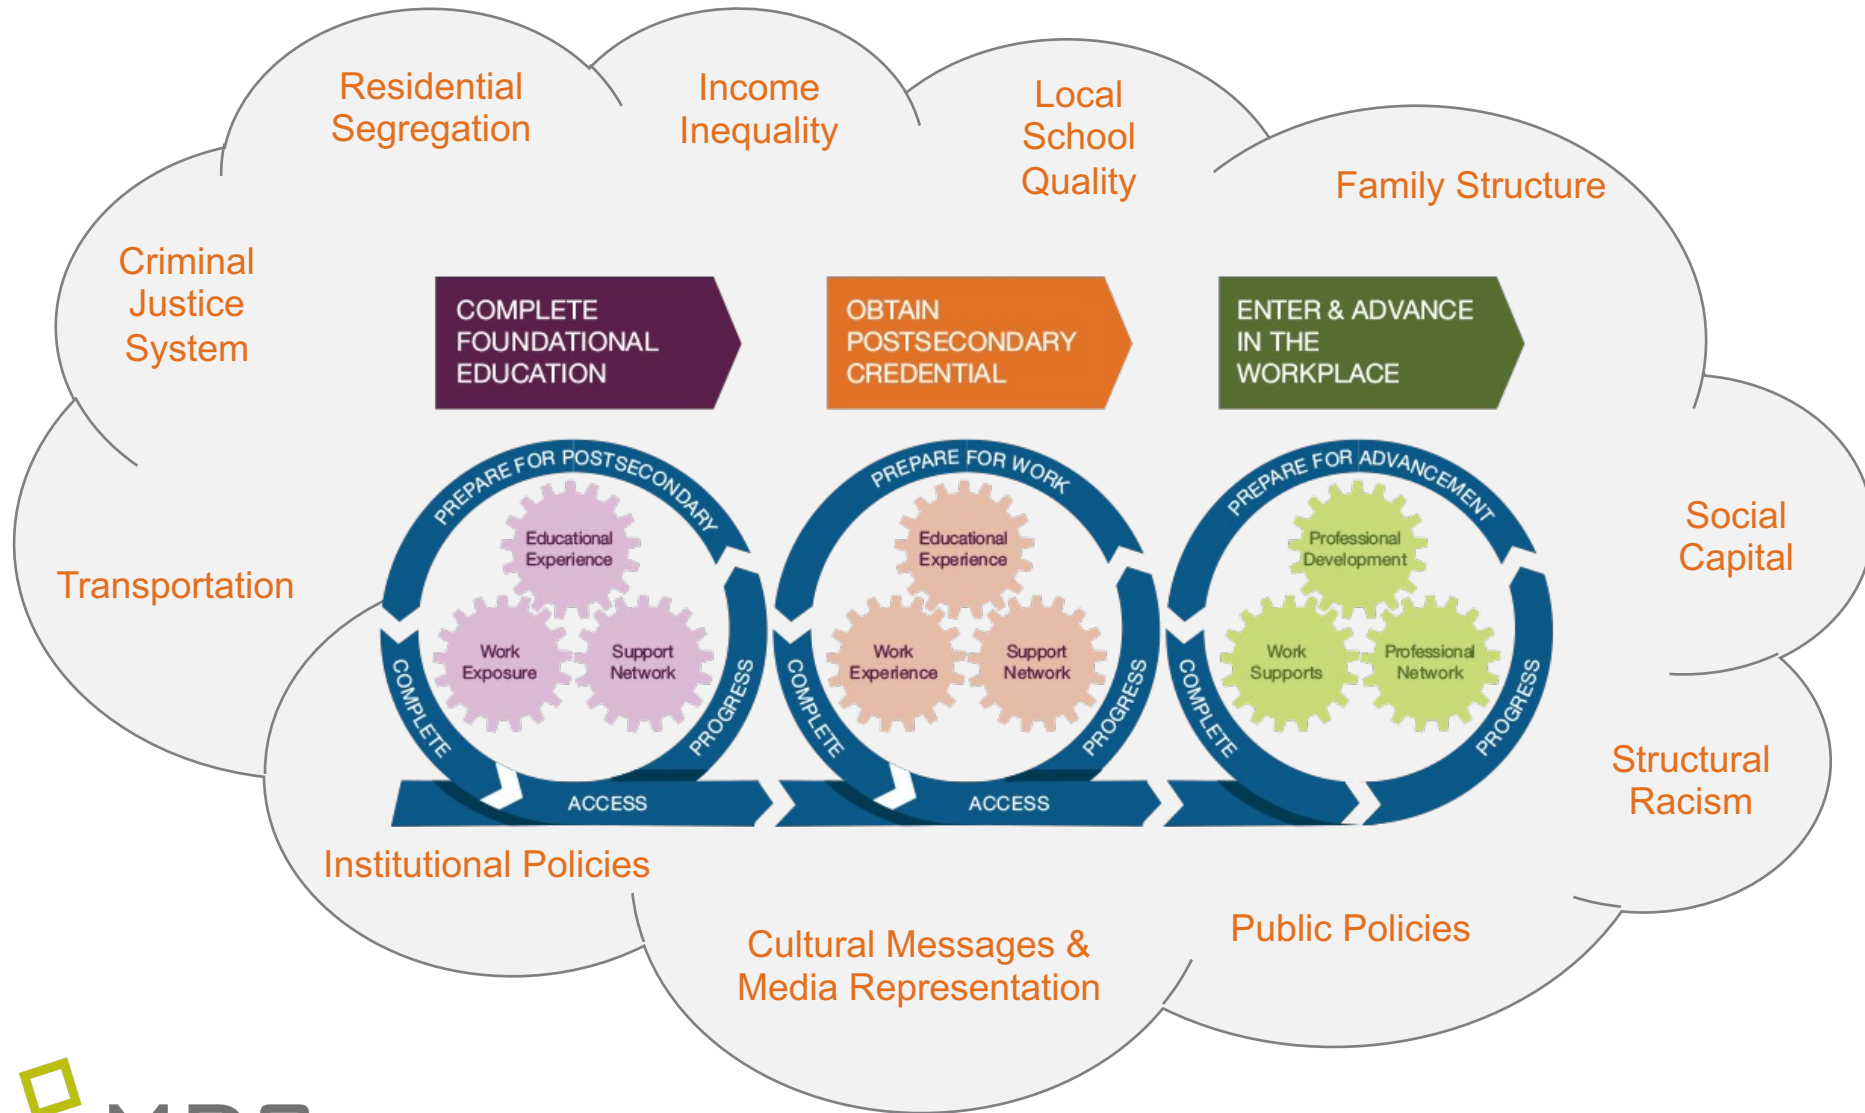 Residential
Segregation
Income
Inequality
Local
School
Quality
Family Structure
Criminal
Justice
System
COMPLETE
FOUNDATIONAL
EDUCATION
OBTAIN
POSTSECONDARY
CREDENTIAL
ENTER & ADVANCE
IN THE
WORKPLACE
Transportation
PREPARE FOR POSTSECONDARY
Educational
Experience
Work
Exposure
Support
Network
COMPLETE
PROGRESS
ACCESS
PREPARE FOR WORK
Educational
Experience
Work
Experience
Support
Network
COMPLETE
PROGRESS
ACCESS
PREPARE FOR ADVANCEMENT
Professional
Development
Work
Supports
Professional
Network
COMPLETE
PROGRESS
Social
Capital
Structural
Racism
Institutional Policies
Cultural Messages &
Media Representation
Public Policies